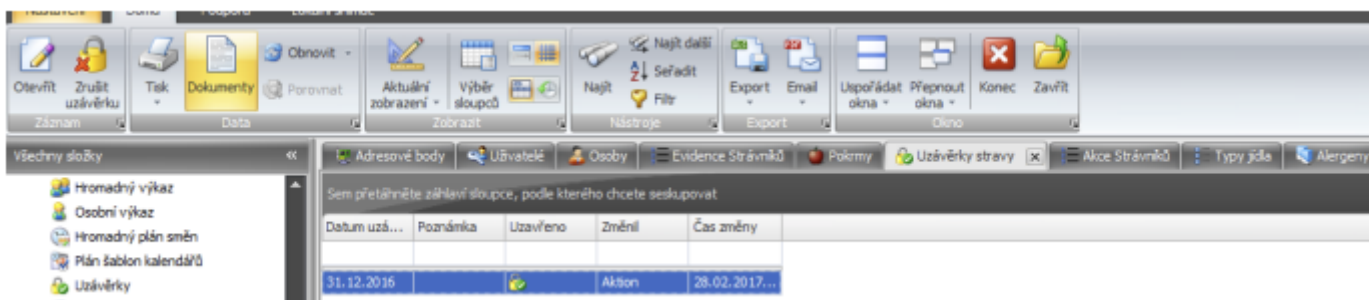 Nastavení Domů Podpora
Otevřít Zrušit uzávěrku Tisk Dokumenty Obnovit Porovnat Aktuální zobrazení Výběr sloupců Najít Najít další Seřadit Filtr Export Email Uspořádat okna Přepnout okna Konec Zavřít
Záznam Data Zobrazit Nástroje Export Okno
Všechny složky «
Adresové body Uživatelé Osoby Evidence Strávníků Pokrmy Uzávěrky stravy x Akce Strávníků Typy jídla Alergeny
Hromadný výkaz
Osobní výkaz
Hromadný plán směn
Plán šablon kalendářů
Uzávěrky
Sem přetáhněte záhlaví sloupce, podle kterého chcete seskupovat
Datum uzá... Poznámka Uzavřeno Změnil Čas změny
31.12.2016 Aktion 28.02.2017...